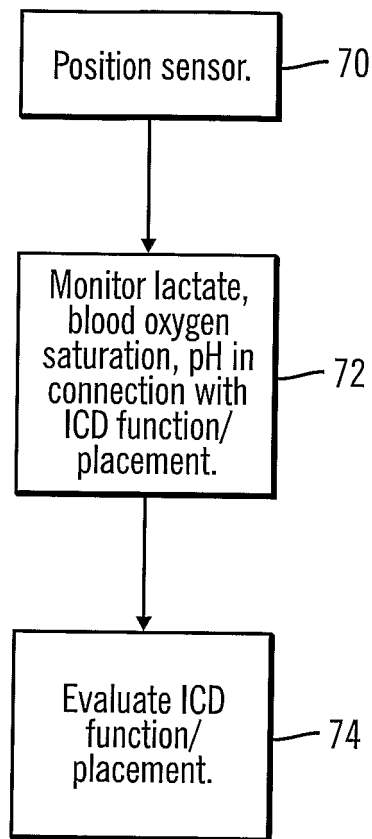 Position sensor.
70
Monitor lactate,
blood oxygen
saturation, pH in
connection with
ICD function/
placement.
72
Evaluate ICD
function/
placement.
74